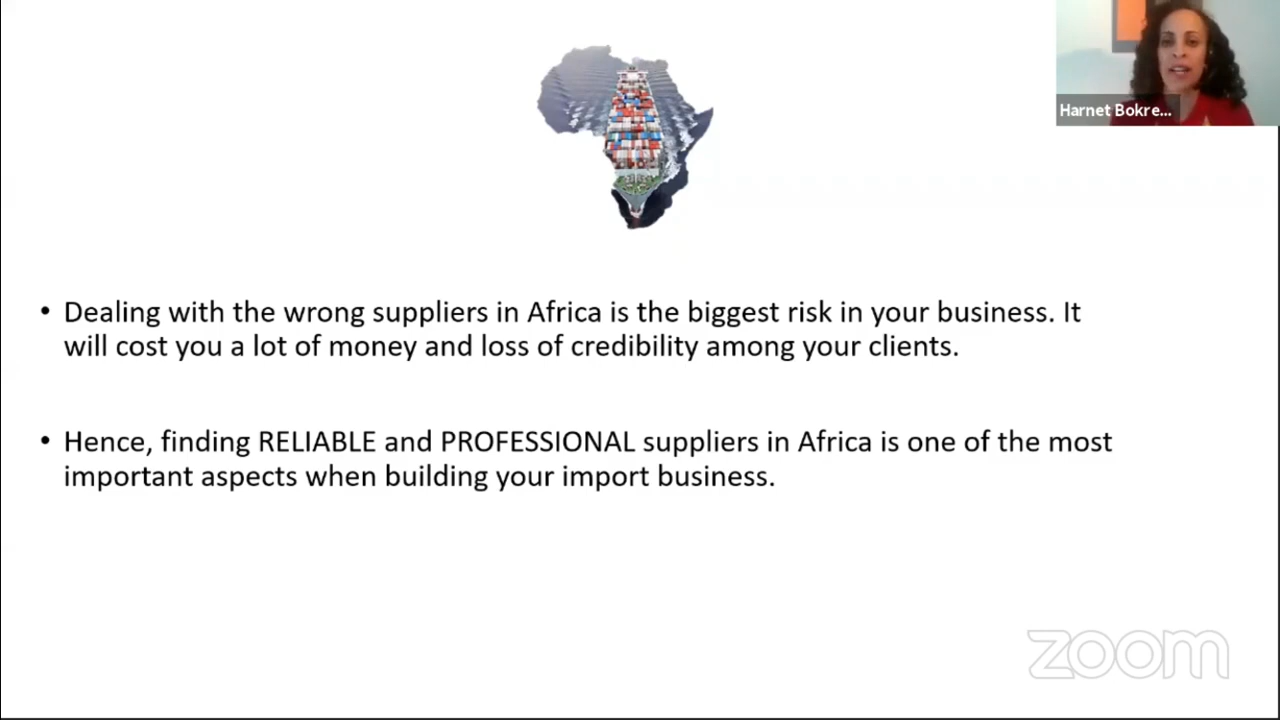 Harnet Bokre...
• Dealing with the wrong suppliers in Africa is the biggest risk in your business. It
will cost you a lot of money and loss of credibility among your clients.
• Hence, finding RELIABLE and PROFESSIONAL suppliers in Africa is one of the most
important aspects when building your import business.
zoom